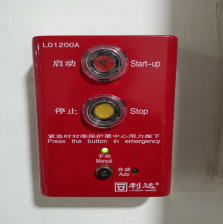 LD1200A
启动 Start-up
停止 Stop
紧急时对准保护罩中心用力按下
Press the button in emergency
手动
Manual
自动
Auto
利达